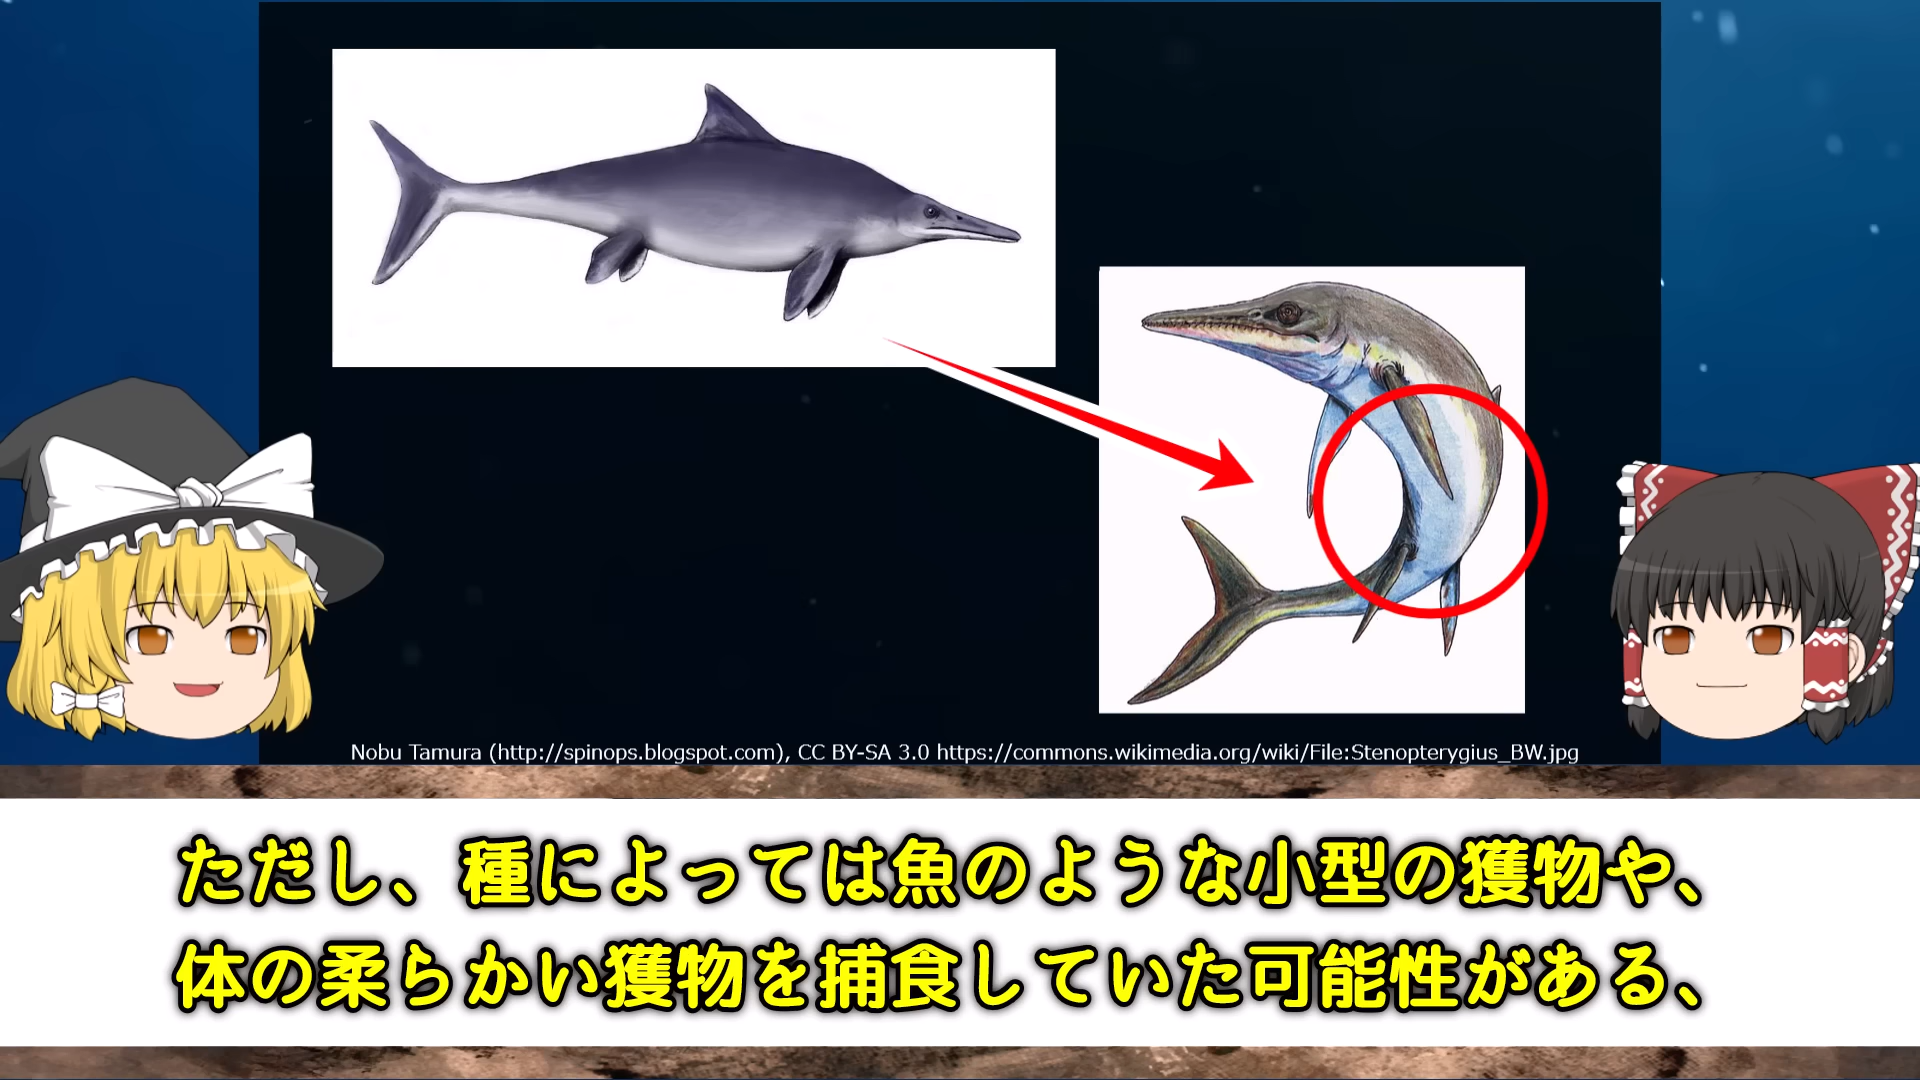 Nobu Tamura (http://spinops.blogspot.com), CC BY-SA 3.0 https://commons.wikimedia.org/wiki/File:Stenopterygius_BW.jpg
ただし、種によっては魚のような小型の獲物や、
体の柔らかい獲物を捕食していた可能性がある、